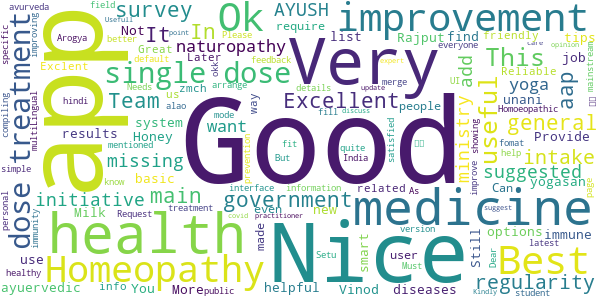 Good
Very
Nice
app
health
medicine
improvement
Ok
Homeopathy
Best
single dose
dose treatment
useful
survey
AYUSH
naturopathy
Excellent
government
initiative
missing
Team
In
It
This
aap
add
general
intake
suggested
regularity
ministry
yoga
unani
yogasan
immune
options
diseases
helpful
Vinod
Rajput
Honey
Milk
main
basic
want
system
results
people
require
list
find
friendly
tips
job
Reliable
Provide
Not
Later
Great
Exclent
hindi
Arogya
ayurveda
Usefull
field
improving
better
Please
default
feedback
okk
us
alao
arrange
Needs
mode
mentioned
zmch
way
point
details
merge
update
expert
UI
fit
fill
discuss
satisfied
But
India
quite
opinion
care
everyone
mainstream
Homoeopathic
fomat
help
page
improve
showing
Can
As
related
new
user
smart
Still
made
even
interface
information
prevention
version
Setu
Must
suggest
Dear
Kindly
latest
student
practitioner
covid
treatment
public
More
Request
know
You
info
use
ayuervedic
healthy
immunity
personal
simple
compiling
specific
multilingual